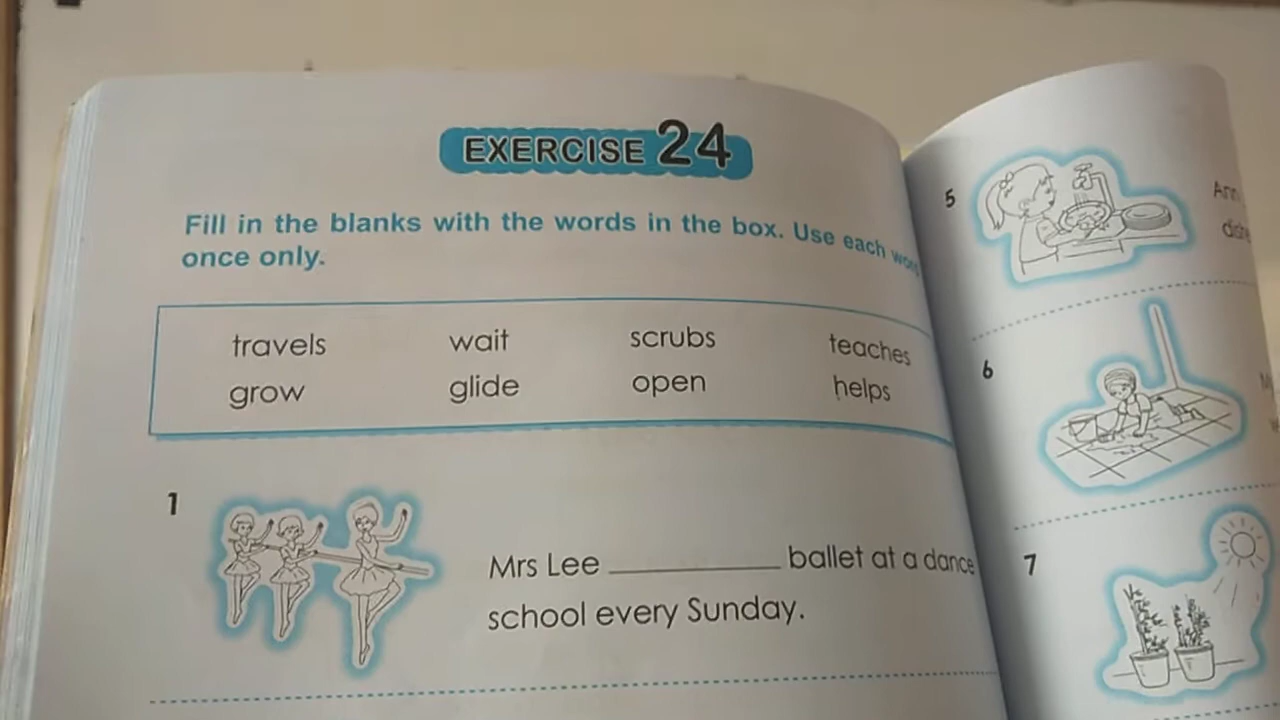 EXERCISE 24
Fill in the blanks with the words in the box. Use each
once only.
travels wait scrubs teaches
grow glide open helps
1
Mrs Lee __________ ballet at a dance
school every Sunday.
5
6
7